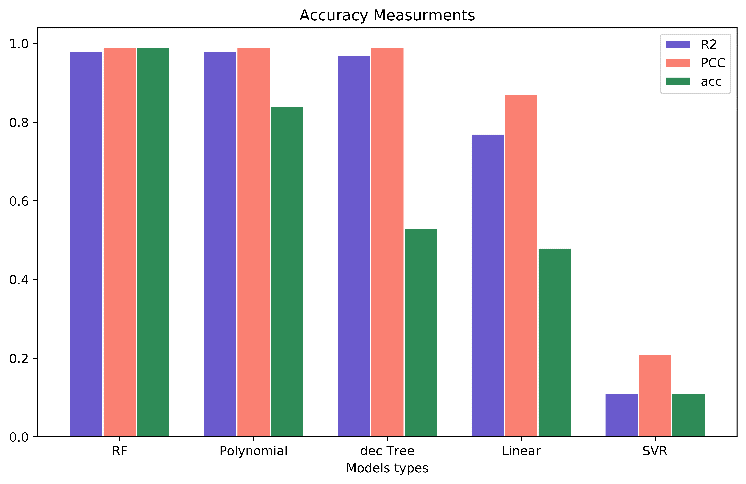 Accuracy Measurments
R2
PCC
acc
1.0
0.8
0.6
0.4
0.2
0.0
RF Polynomial dec Tree Linear SVR
Models types